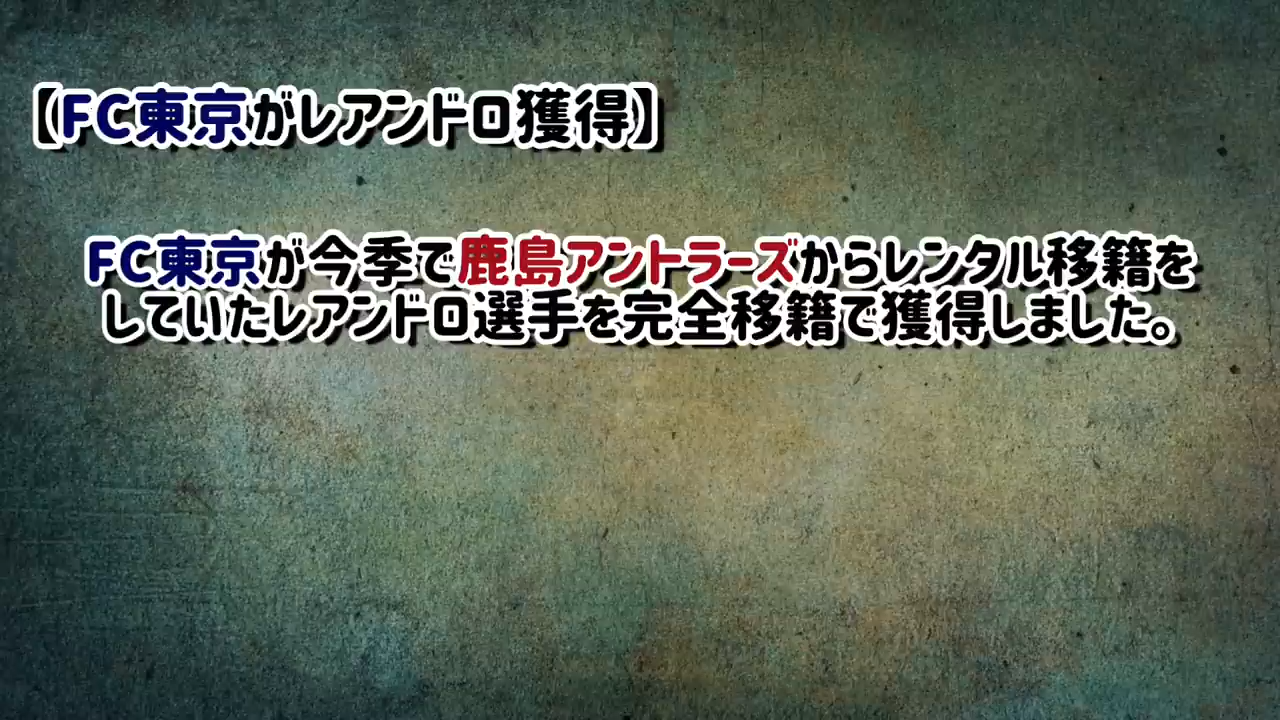 【FC東京がレアンドロ獲得】
FC東京が今季で鹿島アントラーズからレンタル移籍を
していたレアンドロ選手を完全移籍で獲得しました。